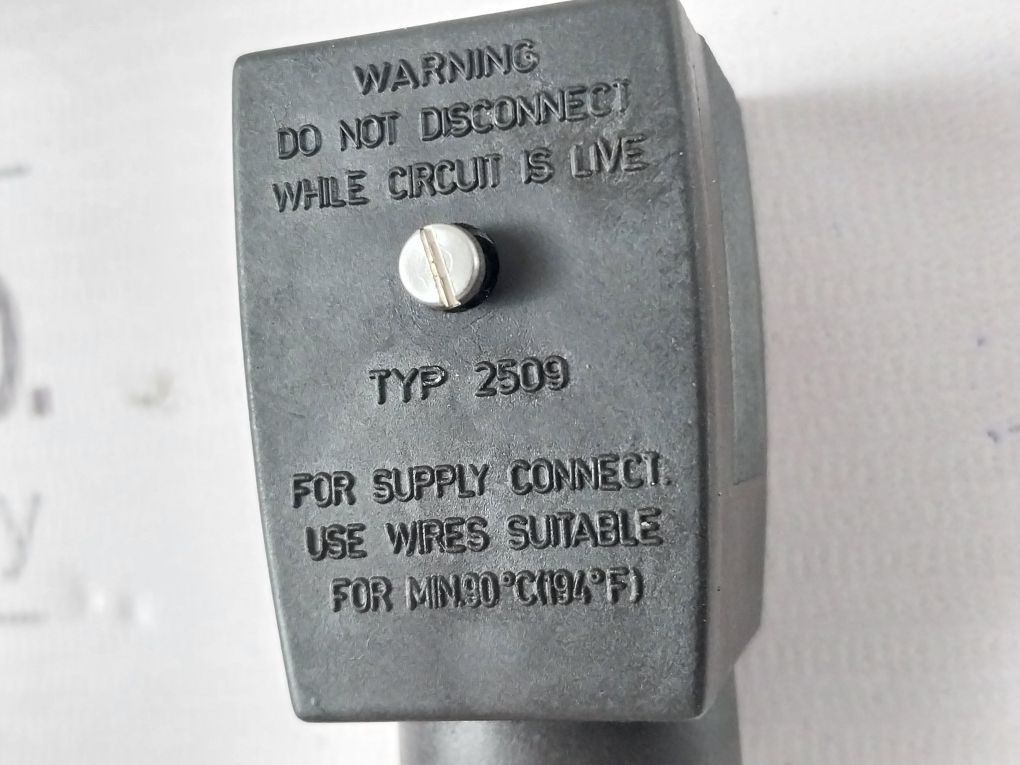 WARNING
DO NOT DISCONNECT
WHILE CIRCUIT IS LIVE
TYP 2509
FOR SUPPLY CONNECT.
USE WIRES SUITABLE
FOR MIN.90°C(194°F)